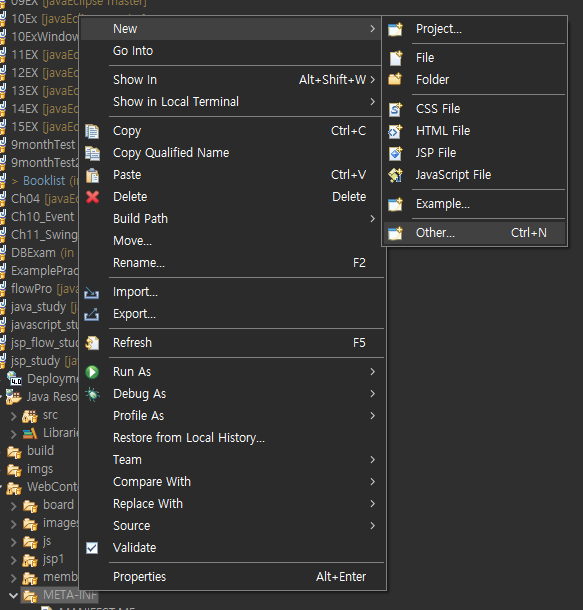 09EX [javaEclipse master]
10Ex [javaEc
10ExWindow
11EX [javaEc
12EX [javaEc
13EX [javaEc
14EX [javaEc
15EX [javaEc
9monthTest
9monthTest2
> Booklist (in
Ch04 [javaEc
Ch10_Event
Ch11_Swing
DBExam (in
ExamplePrac
flowPro [java
java_study [ja
javascript_stu
jsp_flow_stud
jsp_study [jav
Deployme
Java Reso
src
Librarie
build
imgs
WebConte
board
images
js
jsp1
memb
META-INF
MANIFEST.MF
New
Go Into
Show In Alt+Shift+W
Show in Local Terminal
Copy Ctrl+C
Copy Qualified Name
Paste Ctrl+V
Delete Delete
Build Path
Move...
Rename... F2
Import...
Export...
Refresh F5
Run As
Debug As
Profile As
Restore from Local History...
Team
Compare With
Replace With
Source
Validate
Properties Alt+Enter
Project...
File
Folder
CSS File
HTML File
JSP File
JavaScript File
Example...
Other... Ctrl+N